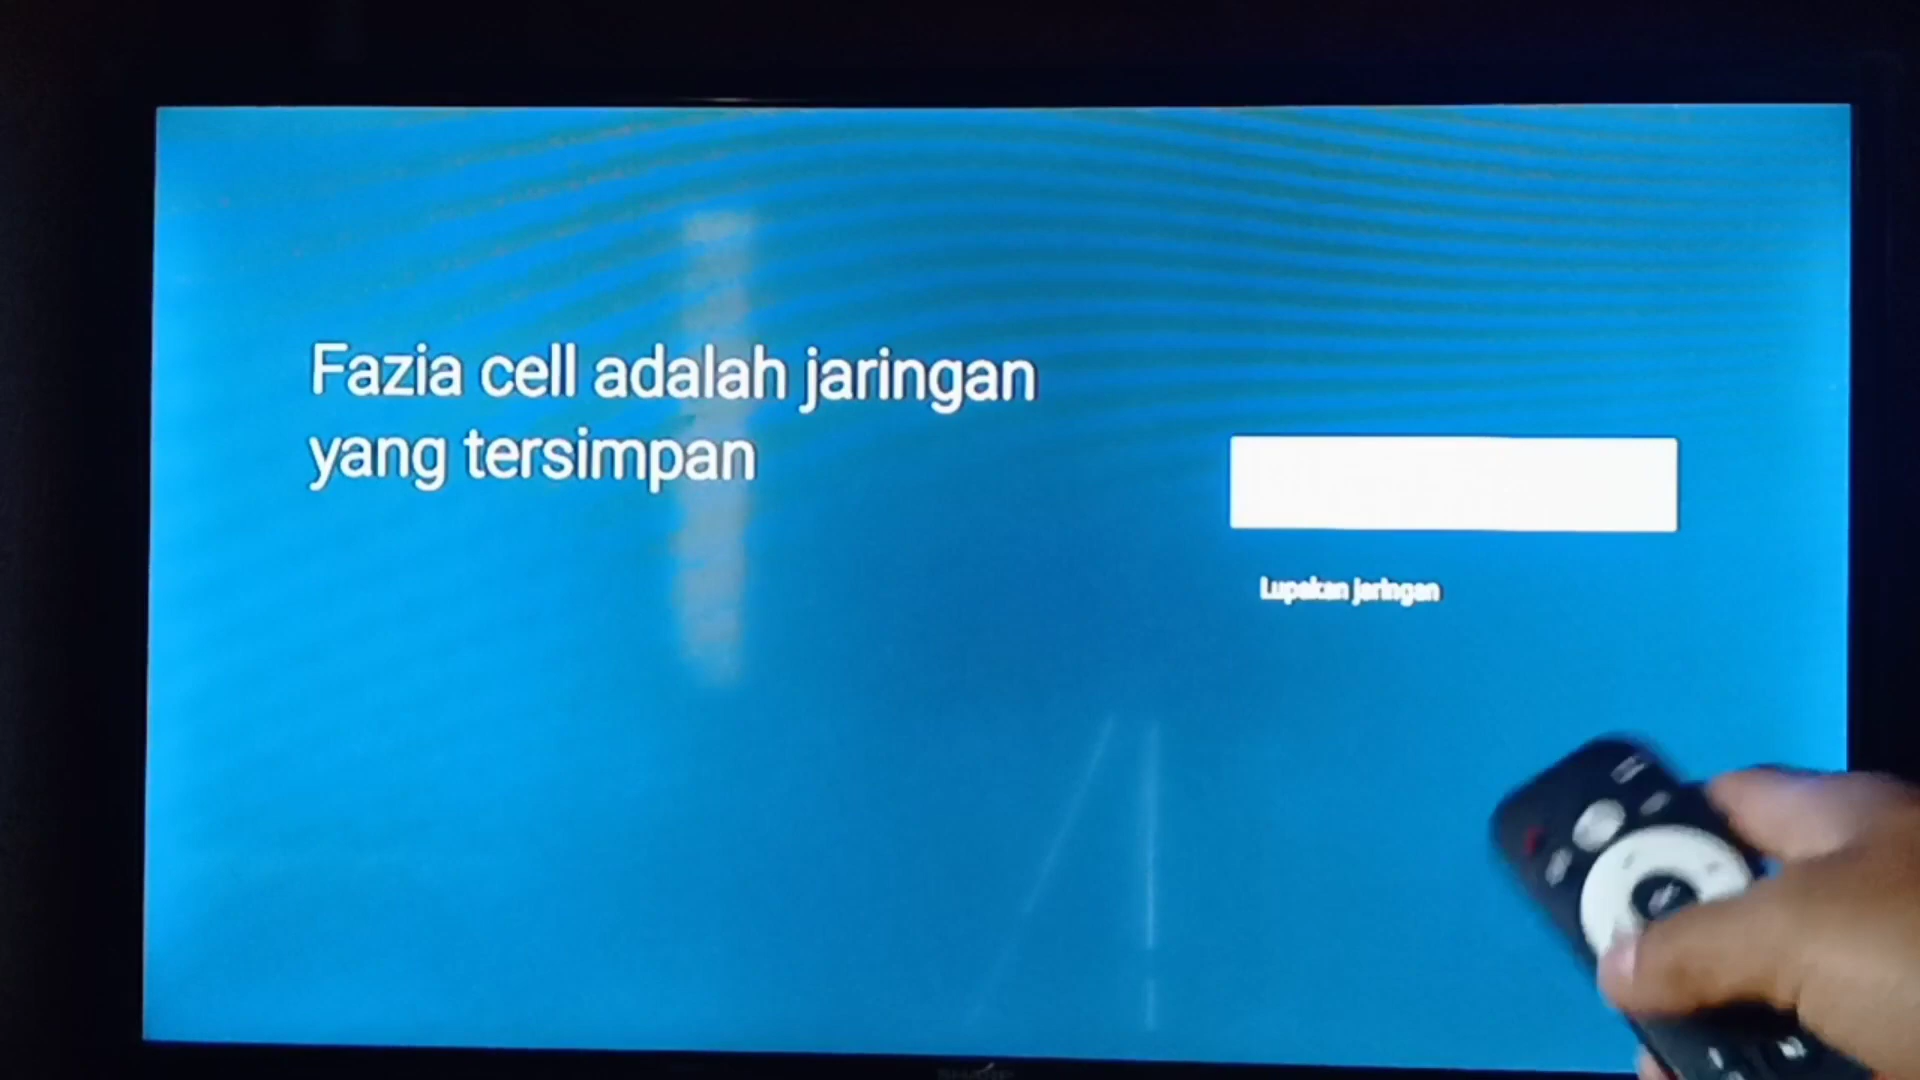 Fazia cell adalah jaringan
yang tersimpan
Lupakan jaringan